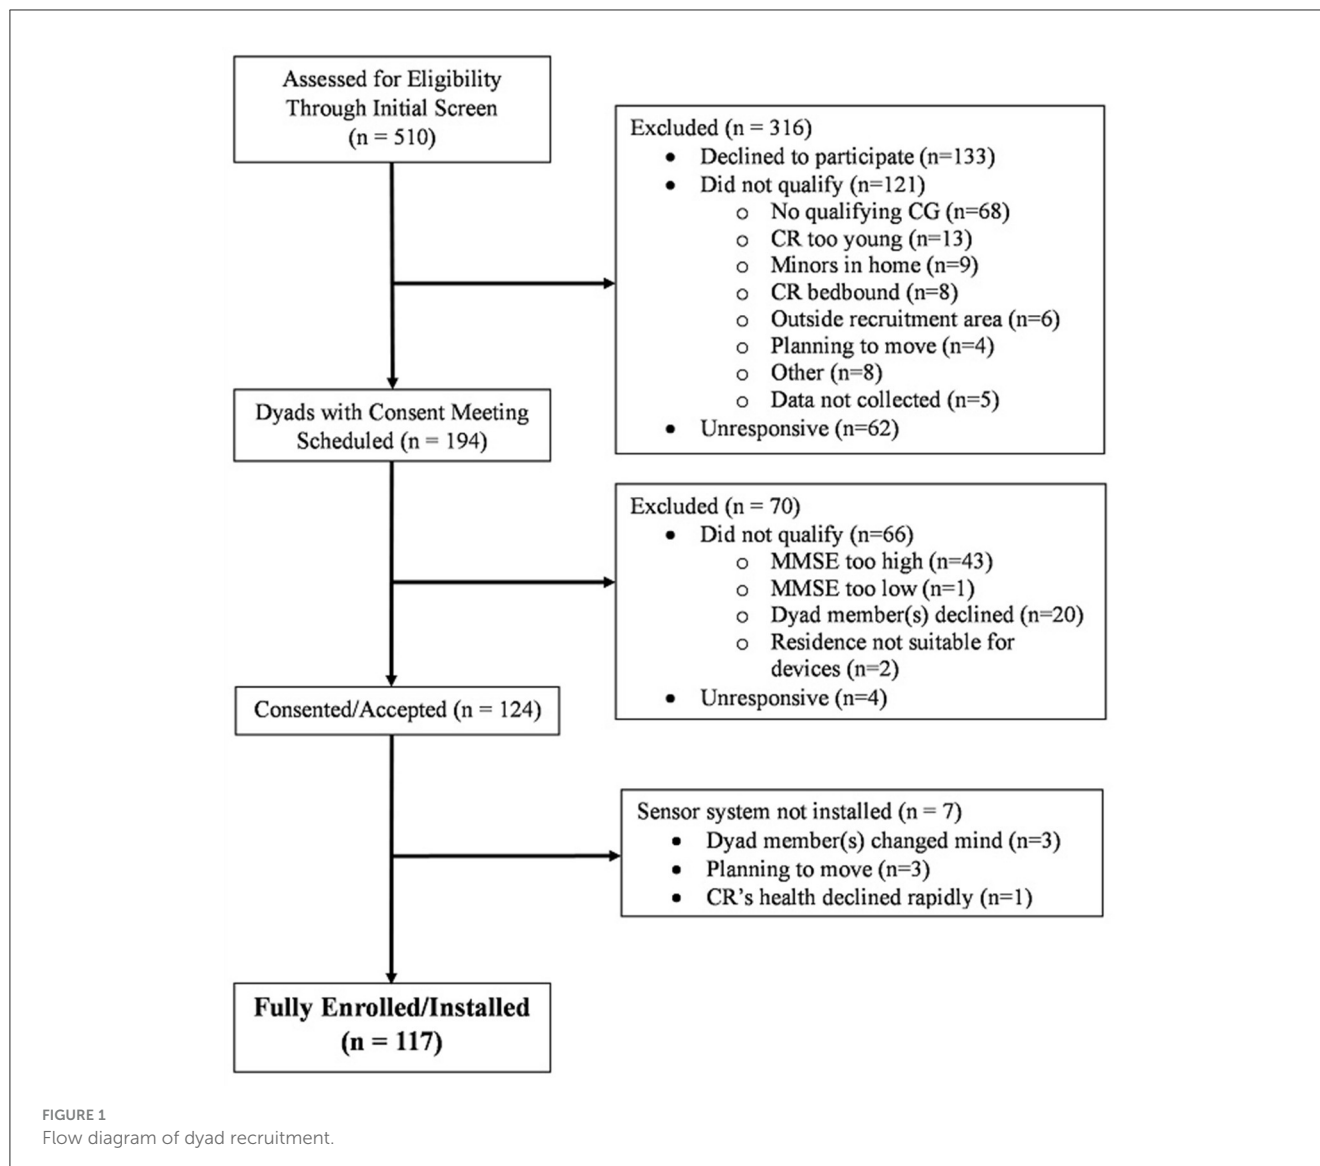 Assessed for Eligibility
Through Initial Screen
(n = 510)
Excluded (n = 316)
• Declined to participate (n=133)
• Did not qualify (n=121)
o No qualifying CG (n=68)
o CR too young (n=13)
o Minors in home (n=9)
o CR bedbound (n=8)
o Outside recruitment area (n=6)
o Planning to move (n=4)
o Other (n=8)
o Data not collected (n=5)
• Unresponsive (n=62)
Dyads with Consent Meeting
Scheduled (n = 194)
Excluded (n = 70)
• Did not qualify (n=66)
o MMSE too high (n=43)
o MMSE too low (n=1)
o Dyad member(s) declined (n=20)
o Residence not suitable for
devices (n=2)
• Unresponsive (n=4)
Consented/Accepted (n = 124)
Sensor system not installed (n = 7)
• Dyad member(s) changed mind (n=3)
• Planning to move (n=3)
• CR’s health declined rapidly (n=1)
Fully Enrolled/Installed
(n = 117)
FIGURE 1
Flow diagram of dyad recruitment.